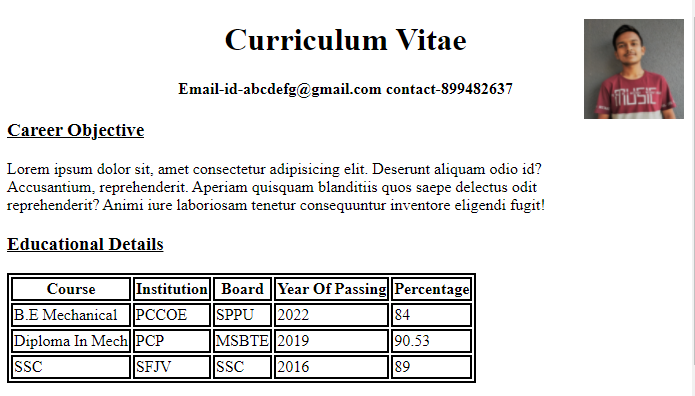 Curriculum Vitae
Email-id-abcdefg@gmail.com contact-899482637
MUSIC
Career Objective
Lorem ipsum dolor sit, amet consectetur adipisicing elit. Deserunt aliquam odio id?
Accusantium, reprehenderit. Aperiam quisquam blanditiis quos saepe delectus odit
reprehenderit? Animi iure laboriosam tenetur consequuntur inventore eligendi fugit!
Educational Details
Course Institution Board Year Of Passing Percentage
B.E Mechanical PCCOE SPPU 2022 84
Diploma In Mech PCP MSBTE 2019 90.53
SSC SFJV SSC 2016 89